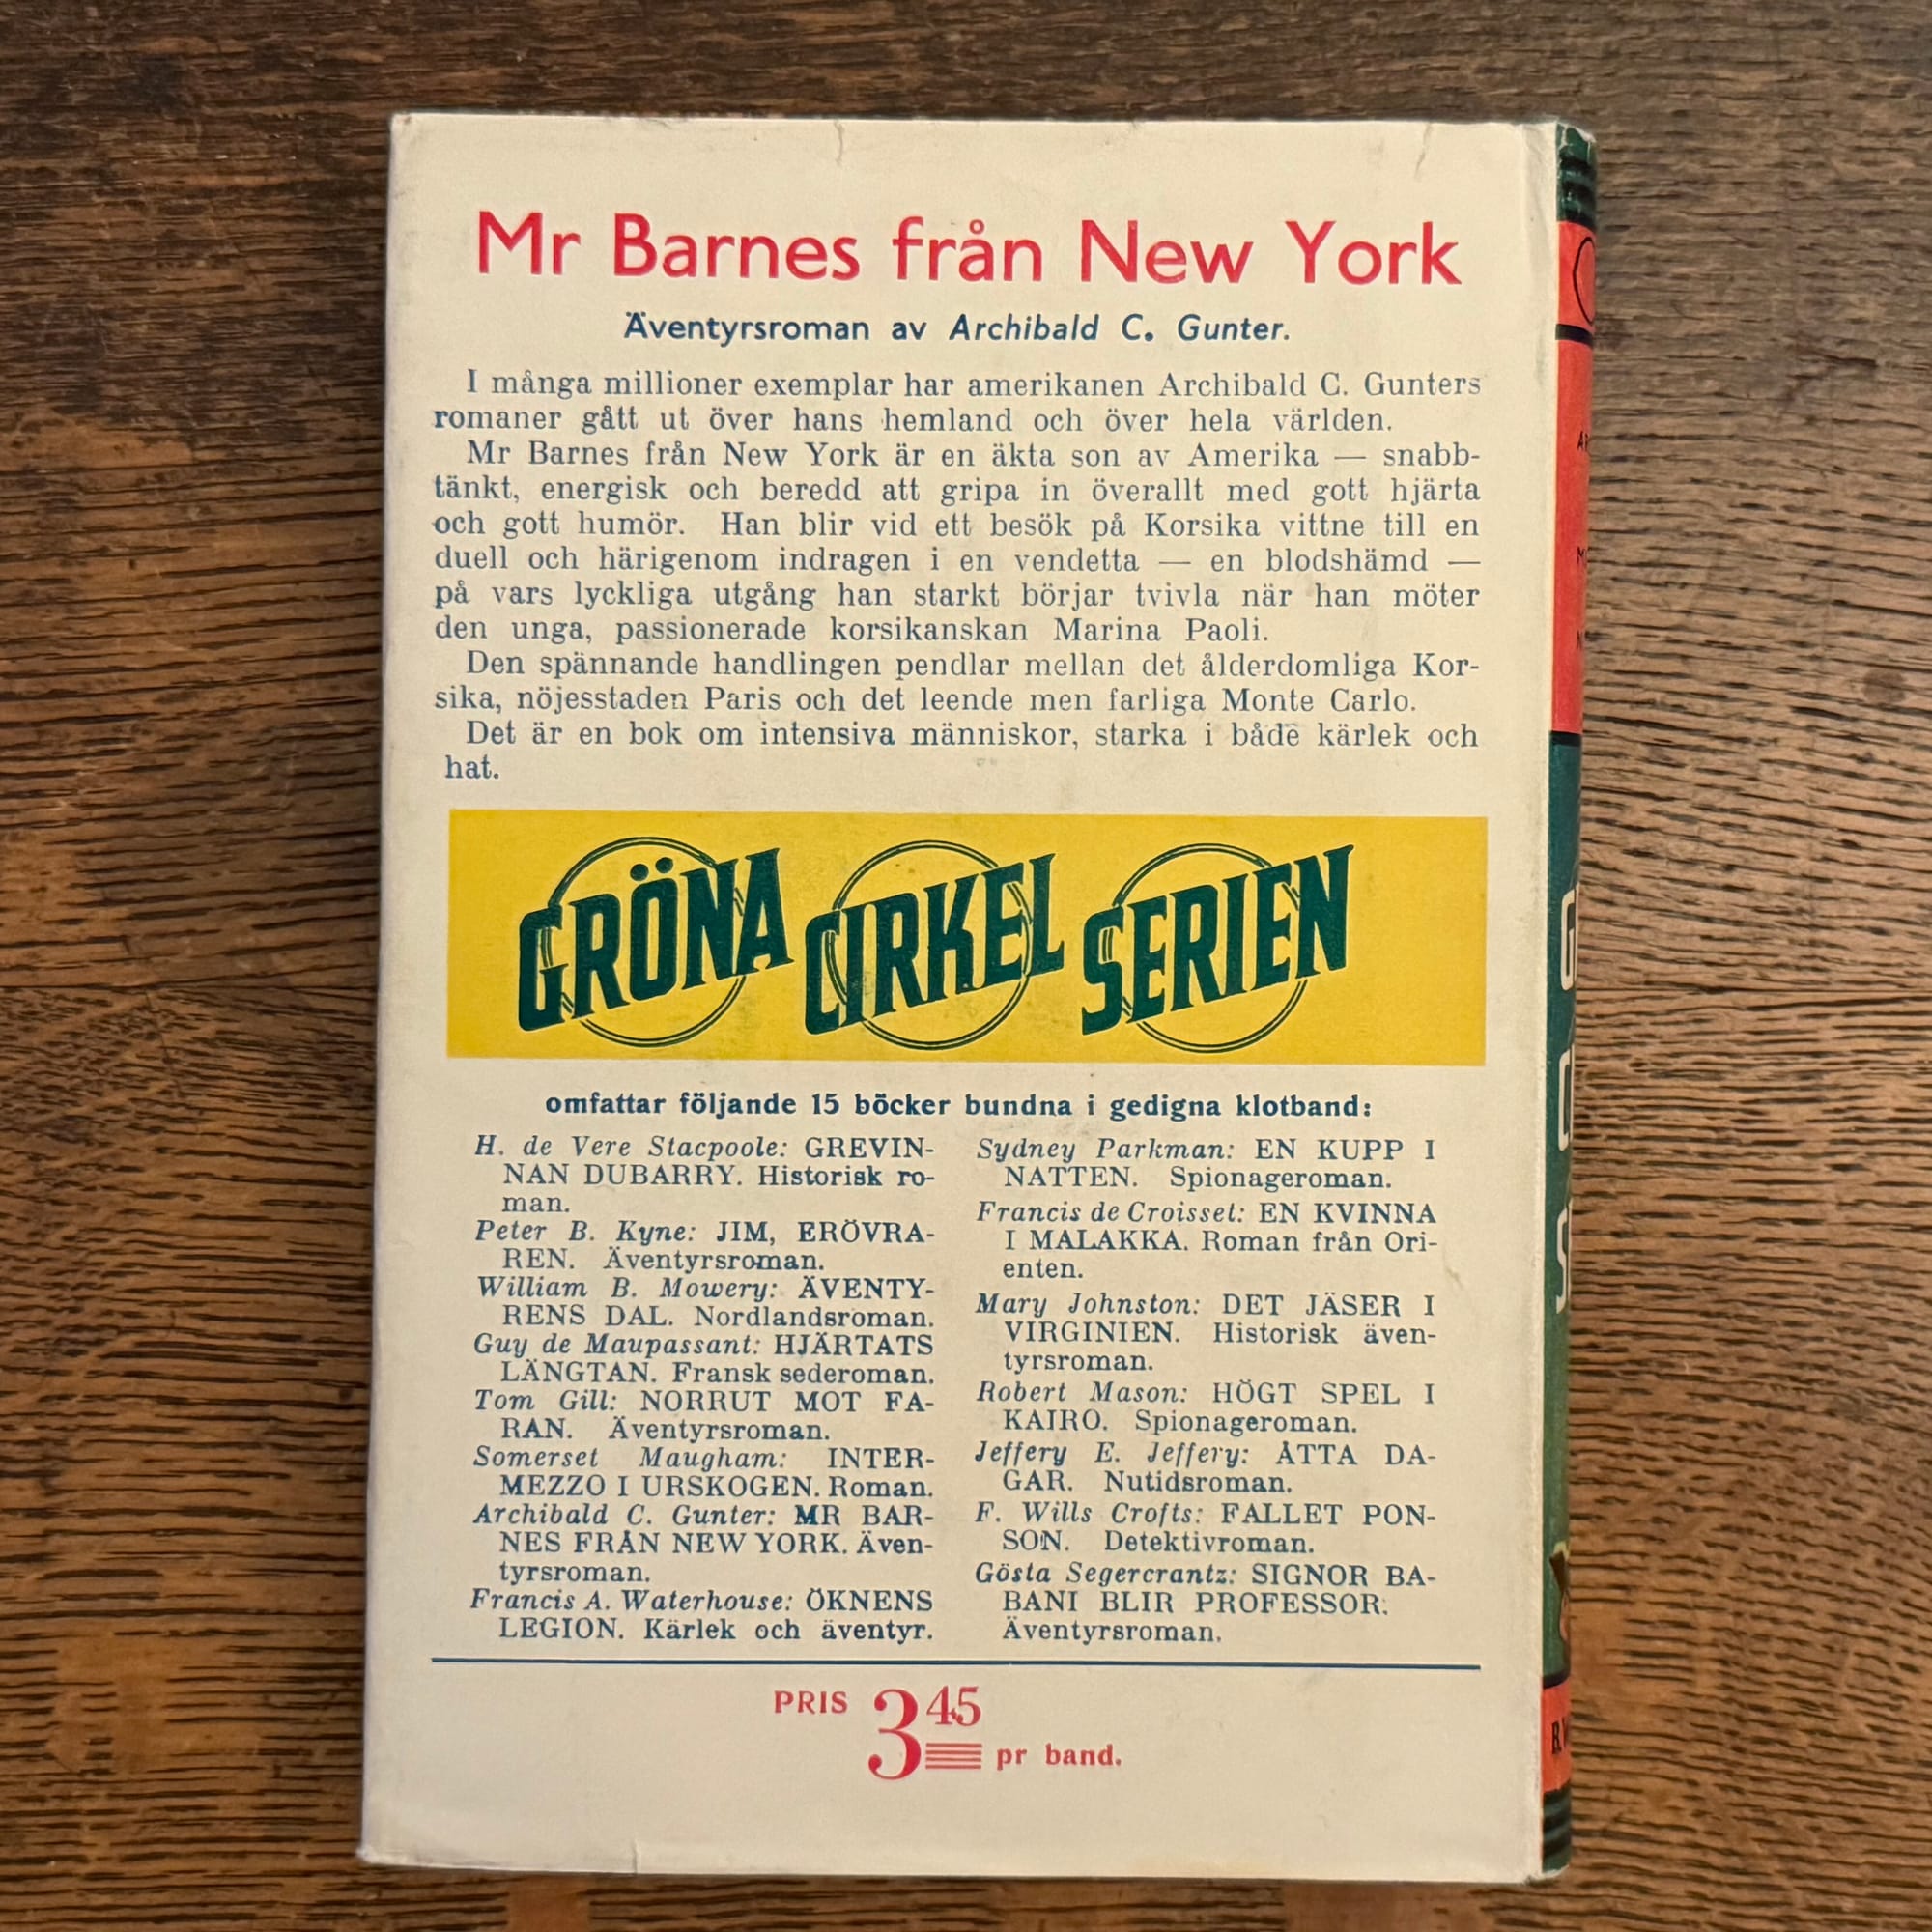 Mr Barnes från New York
Äventyrsroman av Archibald C. Gunter.
I många millioner exemplar har amerikanen Archibald C. Gunters
romaner gått ut över hans hemland och över hela världen.
Mr Barnes från New York är en äkta son av Amerika — snabb-
tänkt, energisk och beredd att gripa in överallt med gott hjärta
och gott humör. Han blir vid ett besök på Korsika vittne till en
duell och härigenom indragen i en vendetta — en blodshämd —
på vars lyckliga utgång han starkt börjar tvivla när han möter
den unga, passionerade korsikanskan Marina Paoli.
Den spännande handlingen pendlar mellan det ålderdomliga Kor-
sika, nöjesstaden Paris och det leende men farliga Monte Carlo.
Det är en bok om intensiva människor, starka i både kärlek och
hat.
GRÖNA CIRKEL SERIEN
omfattar följande 15 böcker bundna i gedigna klotband:
H. de Vere Stacpoole: GREVIN-
NAN DUBARRY. Historisk ro-
man.
Peter B. Kyne: JIM, ERÖVRA-
REN. Äventyrsroman.
William B. Mowery: ÄVENTY-
RENS DAL. Nordlandsroman.
Guy de Maupassant: HJÄRTATS
LÄNGTAN. Fransk sederoman.
Tom Gill: NORRUT MOT FA-
RAN. Äventyrsroman.
Somerset Maugham: INTER-
MEZZO I URSKOGEN. Roman.
Archibald C. Gunter: MR BAR-
NES FRÅN NEW YORK. Även-
tyrsroman.
Francis A. Waterhouse: ÖKNENS
LEGION. Kärlek och äventyr.
Sydney Parkman: EN KUPP I
NATTEN. Spionageroman.
Francis de Croisset: EN KVINNA
I MALAKKA. Roman från Ori-
enten.
Mary Johnston: DET JÄSER I
VIRGINIEN. Historisk även-
tyrsroman.
Robert Mason: HÖGT SPEL I
KAIRO. Spionageroman.
Jeffery E. Jeffery: ÅTTA DA-
GAR. Nutidsroman.
F. Wills Crofts: FALLET PON-
SON. Detektivroman.
Gösta Segercrantz: SIGNOR BA-
BANI BLIR PROFESSOR.
Äventyrsroman.
PRIS 3 45
pr band.